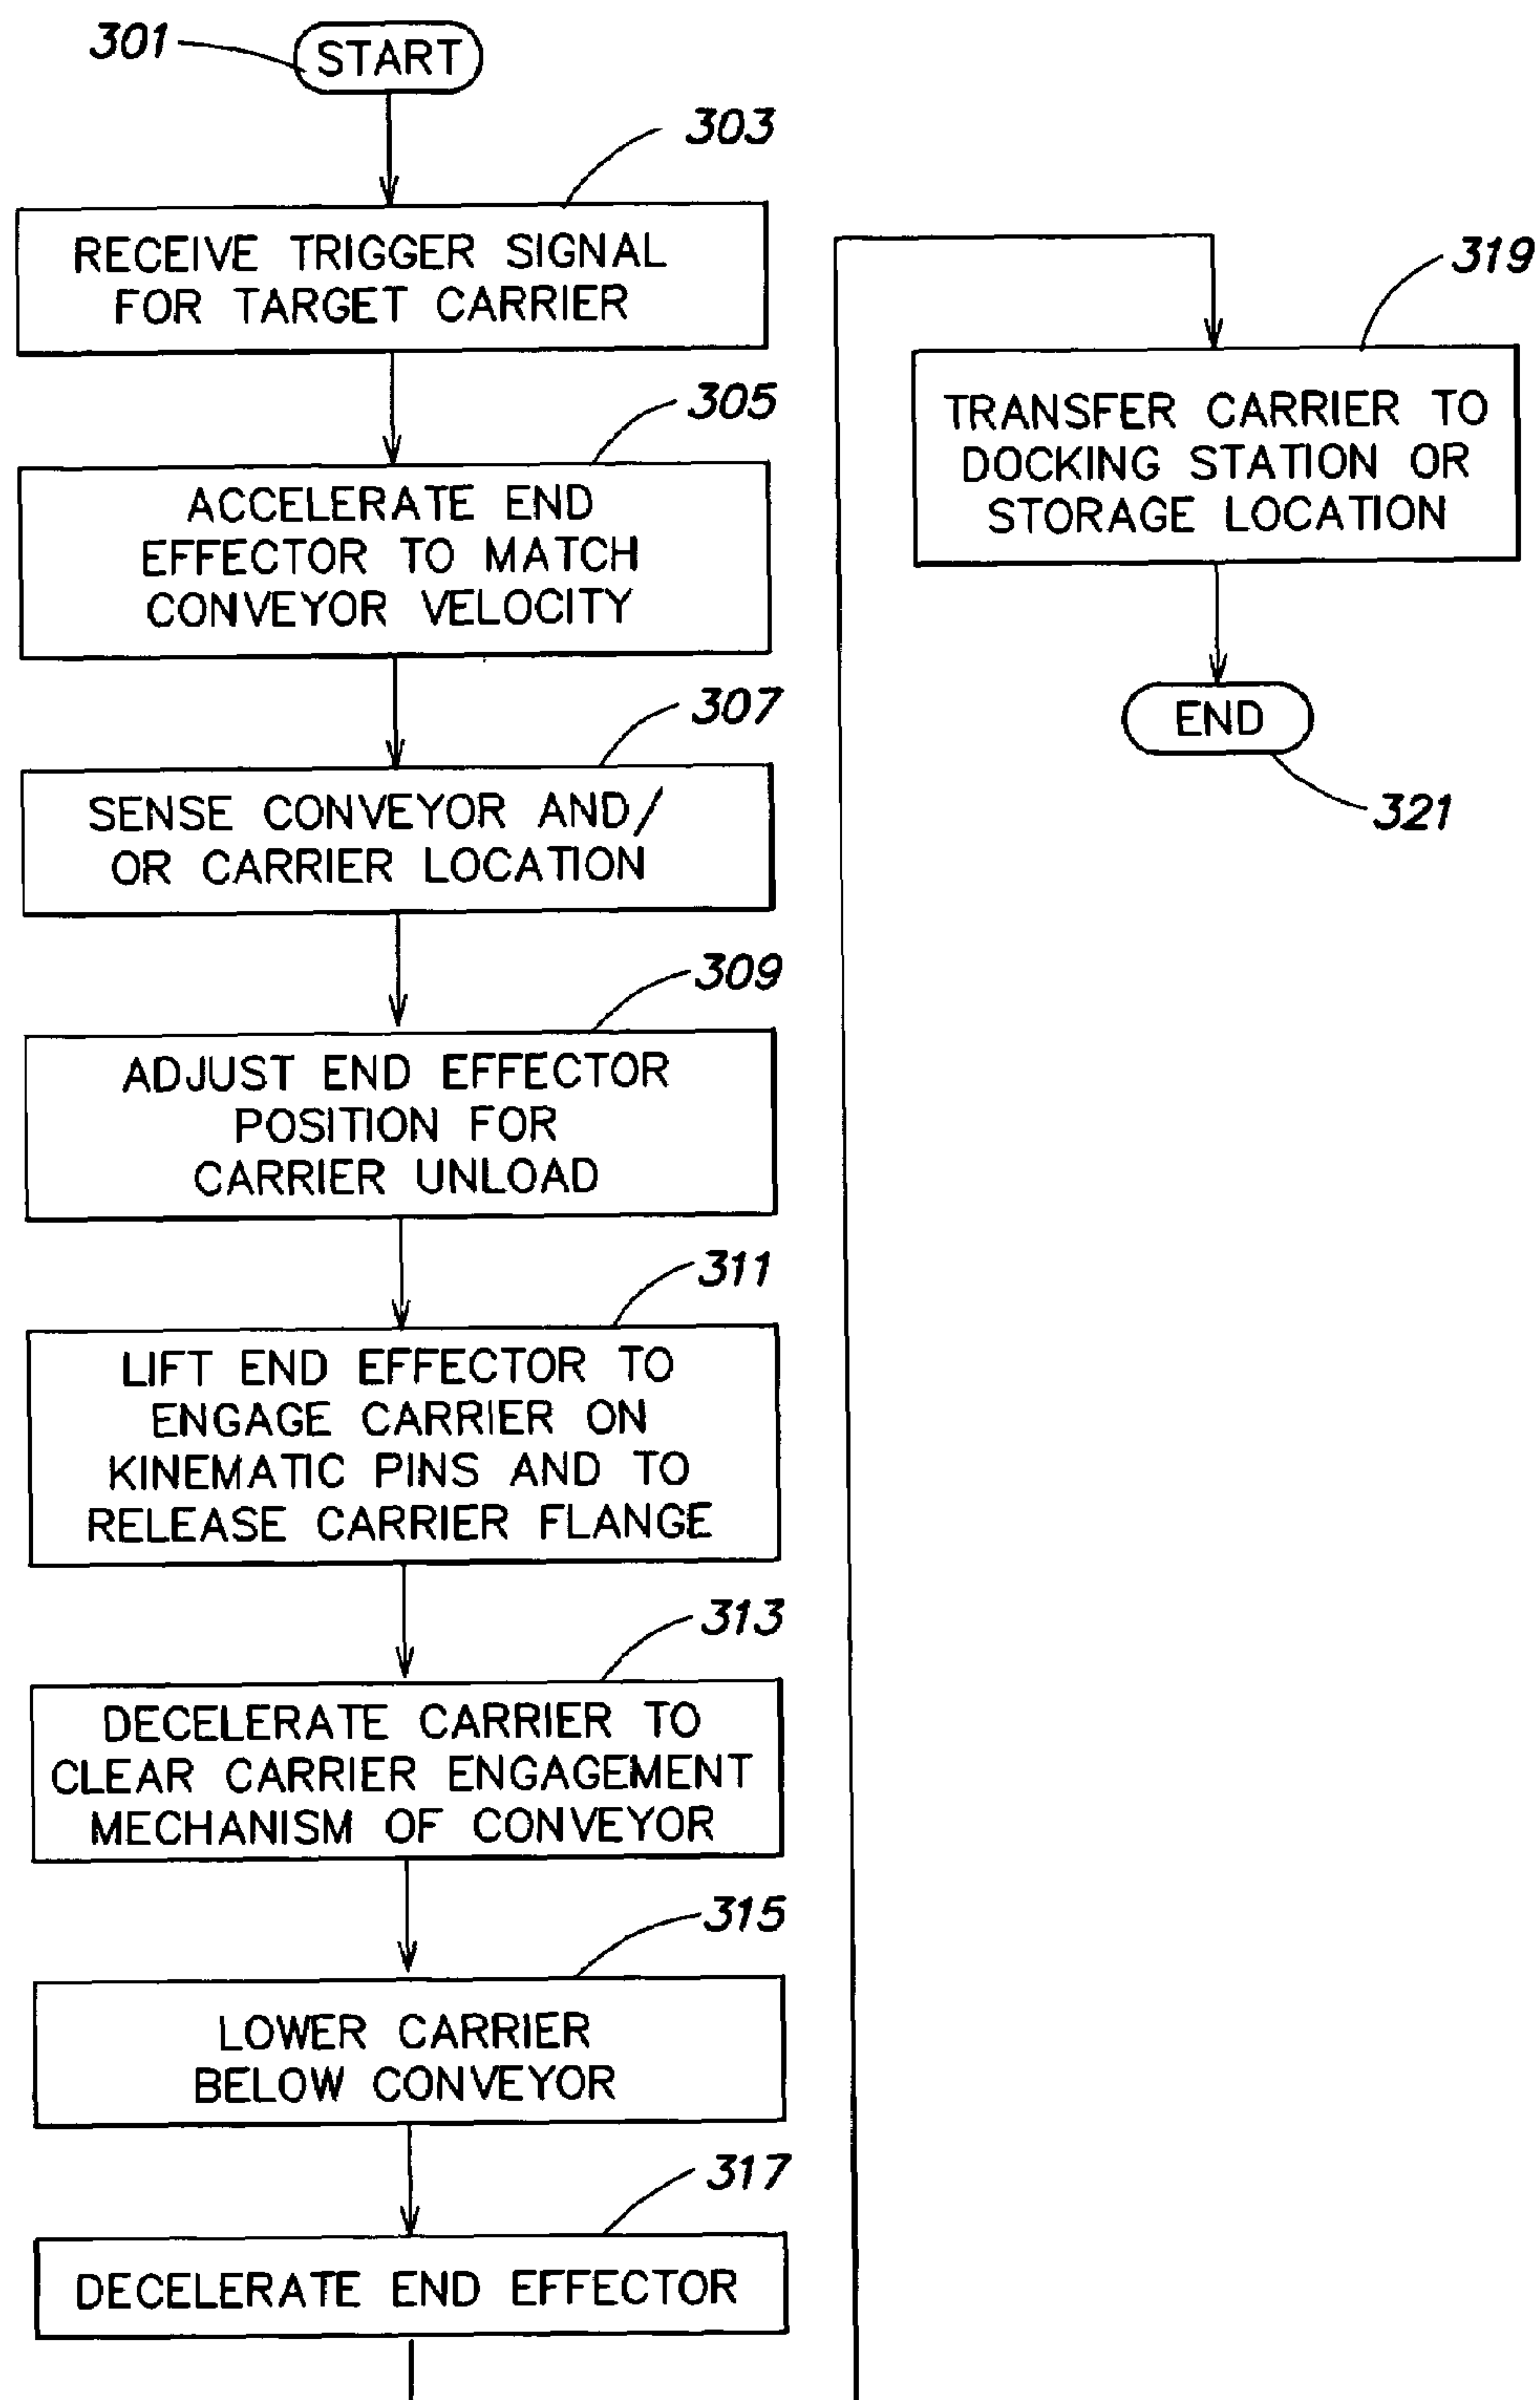 301
START
303
RECEIVE TRIGGER SIGNAL
FOR TARGET CARRIER
305
ACCELERATE END
EFFECTOR TO MATCH
CONVEYOR VELOCITY
307
SENSE CONVEYOR AND/
OR CARRIER LOCATION
309
ADJUST END EFFECTOR
POSITION FOR
CARRIER UNLOAD
311
LIFT END EFFECTOR TO
ENGAGE CARRIER ON
KINEMATIC PINS AND TO
RELEASE CARRIER FLANGE
313
DECELERATE CARRIER TO
CLEAR CARRIER ENGAGEMENT
MECHANISM OF CONVEYOR
315
LOWER CARRIER
BELOW CONVEYOR
317
DECELERATE END EFFECTOR
319
TRANSFER CARRIER TO
DOCKING STATION OR
STORAGE LOCATION
END
321